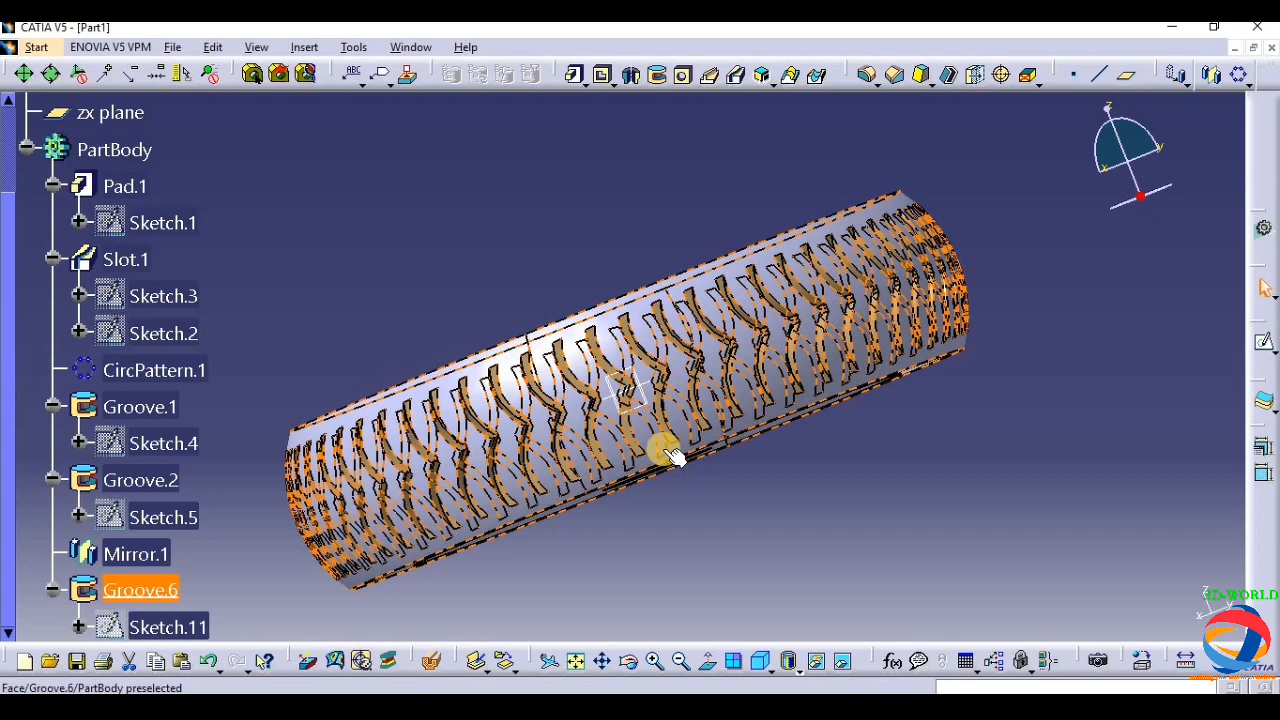 CATIA V5 - [Part1]
Start ENOVIA V5 VPM File Edit View Insert Tools Window Help
ABC
zx plane
PartBody
Pad.1
Sketch.1
Slot.1
Sketch.3
Sketch.2
CircPattern.1
Groove.1
Sketch.4
Groove.2
Sketch.5
Mirror.1
Groove.6
Sketch.11
z
y
x
f(x)
Face/Groove.6/PartBody preselected
CATIA